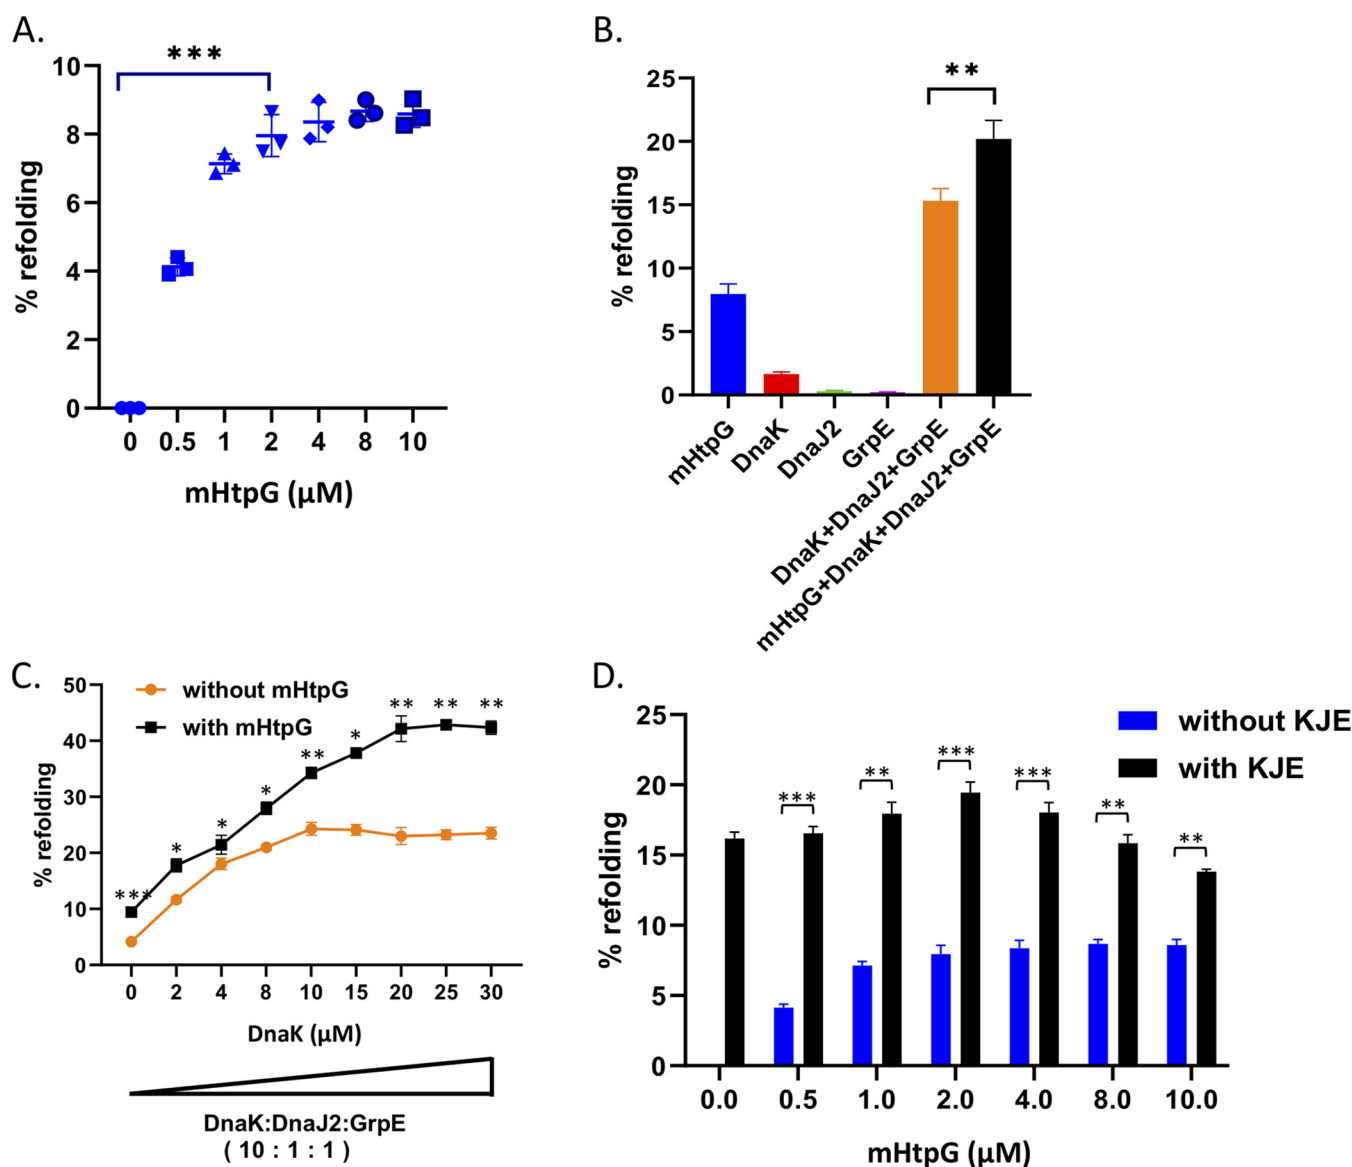 A.
***
10
8
6
4
2
0
% refolding
0 0.5 1 2 4 8 10
mHtpG (μM)
B.
**
25
20
15
10
5
0
% refolding
mHtpG
DnaK
DnaJ2
GrpE
DnaK+DnaJ2+GrpE
mHtpG+DnaK+DnaJ2+GrpE
C.
without mHtpG
with mHtpG
50
40
30
20
10
0
% refolding
*** * * * ** * ** ** **
0 2 4 8 10 15 20 25 30
DnaK (μM)
DnaK:DnaJ2:GrpE
( 10 : 1 : 1 )
D.
without KJE
with KJE
25
20
15
10
5
0
% refolding
*** ** *** *** ** **
0.0 0.5 1.0 2.0 4.0 8.0 10.0
mHtpG (μM)